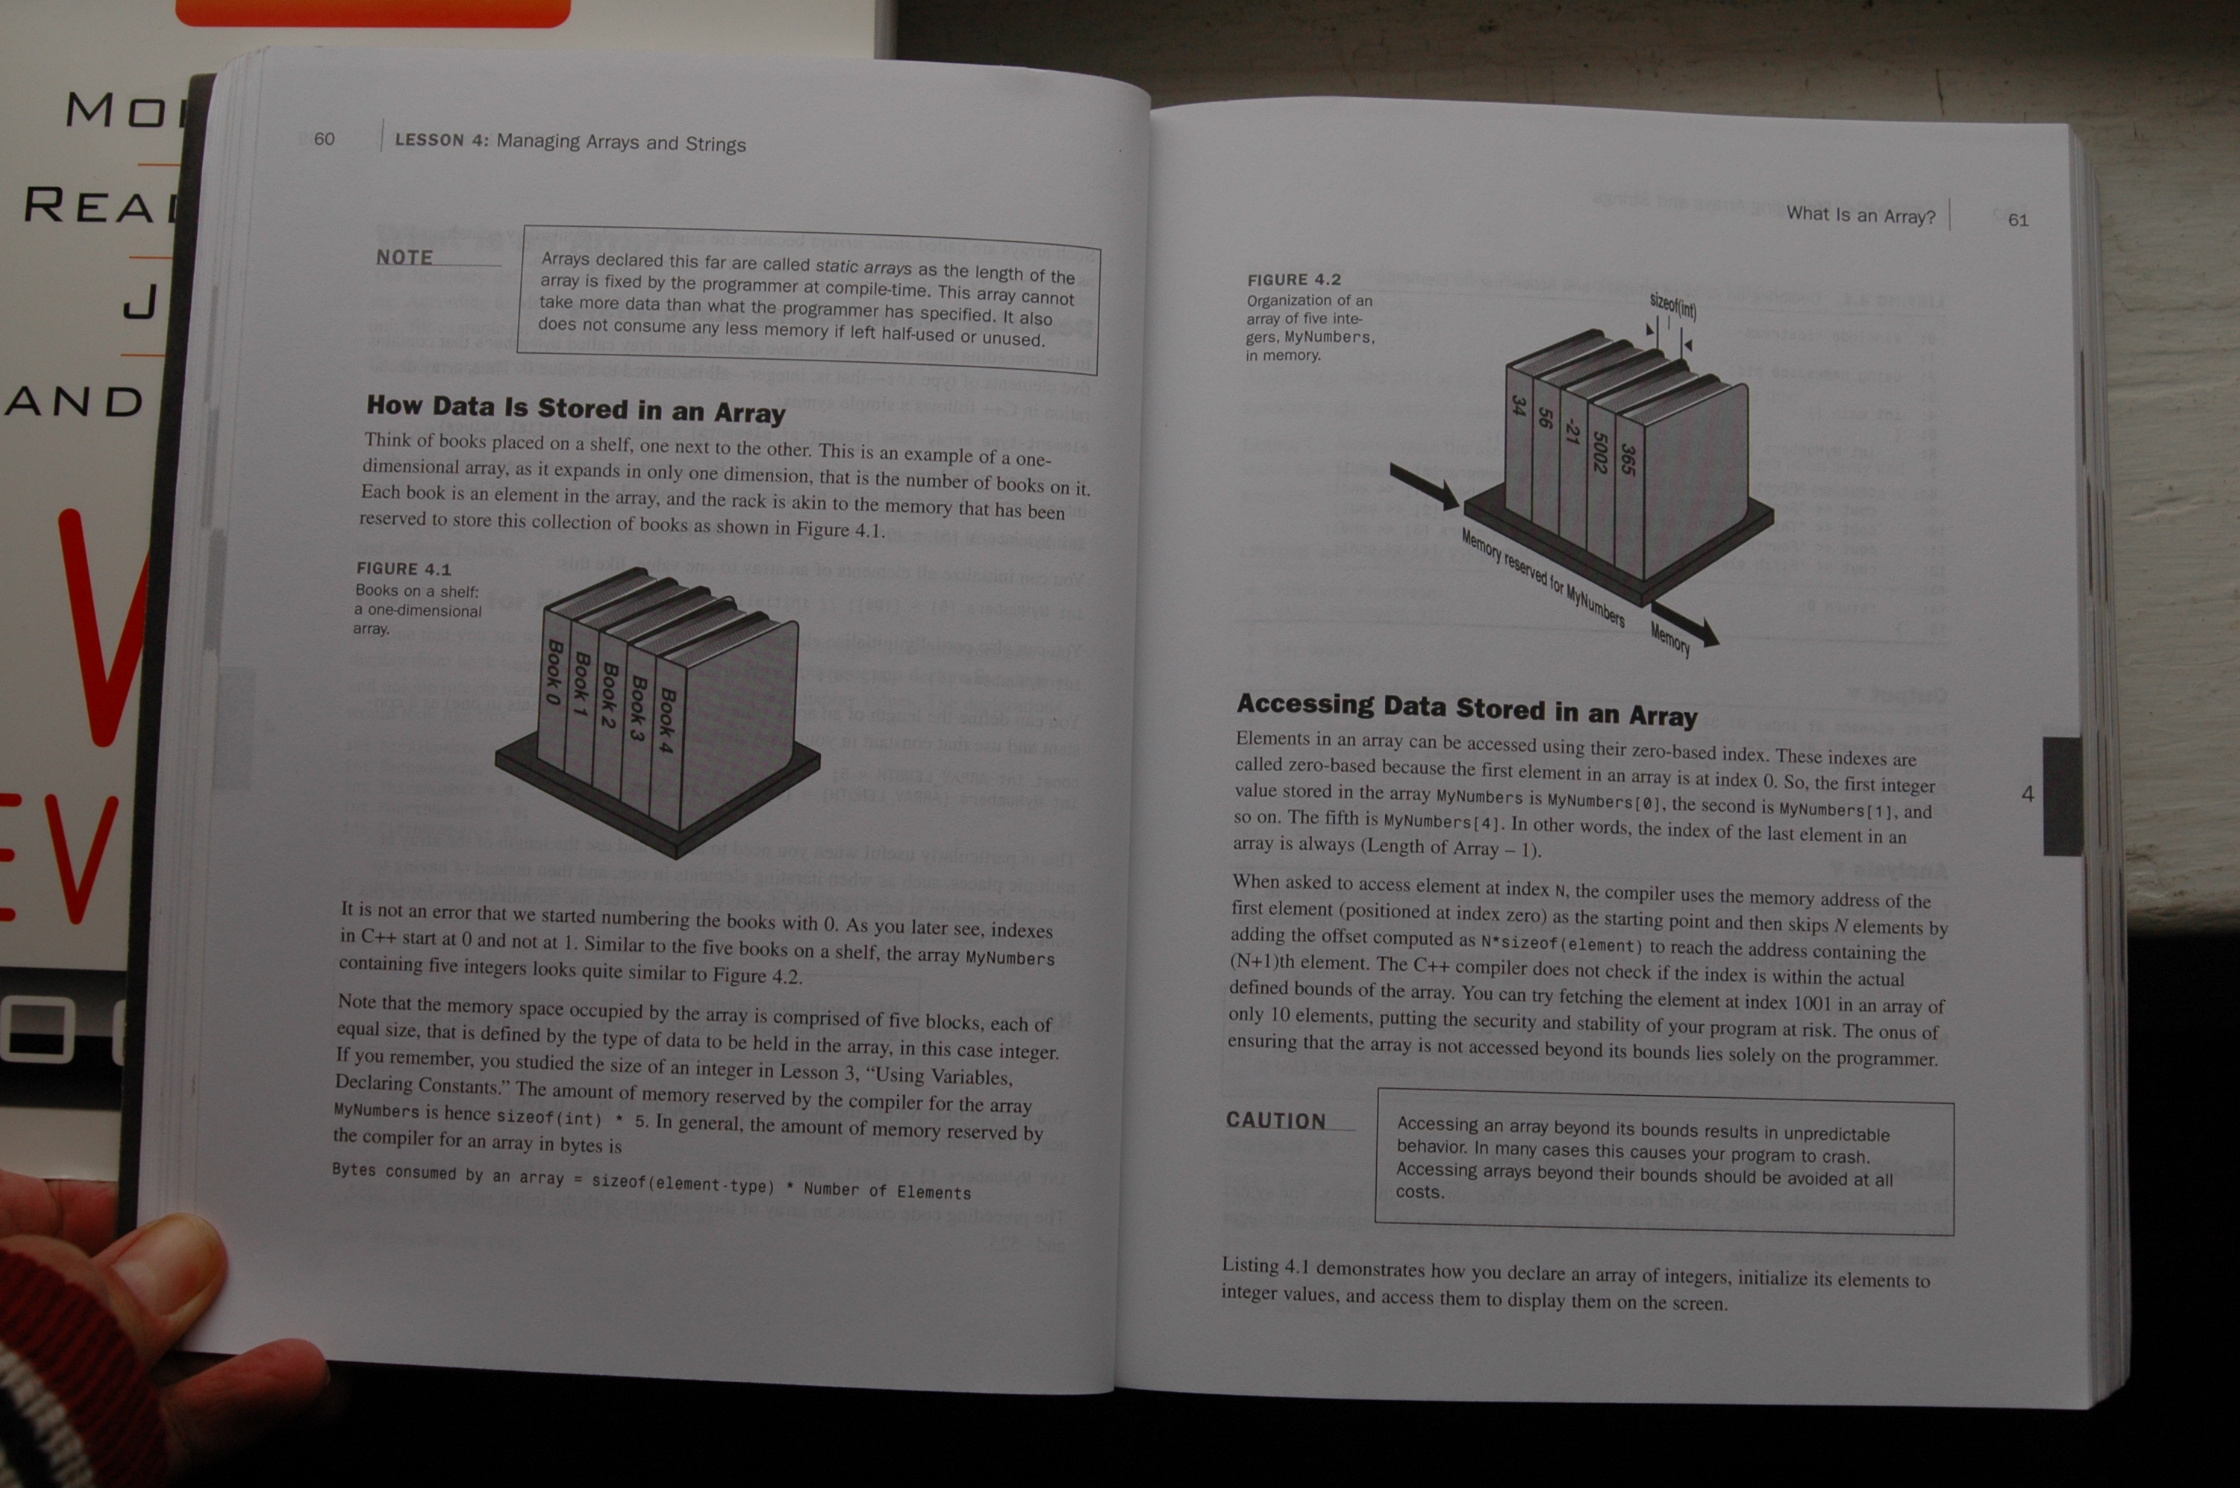 MO
REA
J
AND
V
EV
60 LESSON 4: Managing Arrays and Strings
NOTE
Arrays declared this far are called static arrays as the length of the
array is fixed by the programmer at compile-time. This array cannot
take more data than what the programmer has specified. It also
does not consume any less memory if left half-used or unused.
How Data Is Stored in an Array
Think of books placed on a shelf, one next to the other. This is an example of a one-
dimensional array, as it expands in only one dimension, that is the number of books on it.
Each book is an element in the array, and the rack is akin to the memory that has been
reserved to store this collection of books as shown in Figure 4.1.
FIGURE 4.1
Books on a shelf:
a one-dimensional
array.
Book 0
Book 1
Book 2
Book 3
Book 4
It is not an error that we started numbering the books with 0. As you later see, indexes
in C++ start at 0 and not at 1. Similar to the five books on a shelf, the array MyNumbers
containing five integers looks quite similar to Figure 4.2.
Note that the memory space occupied by the array is comprised of five blocks, each of
equal size, that is defined by the type of data to be held in the array, in this case integer.
If you remember, you studied the size of an integer in Lesson 3, “Using Variables,
Declaring Constants.” The amount of memory reserved by the compiler for the array
MyNumbers is hence sizeof(int) * 5. In general, the amount of memory reserved by
the compiler for an array in bytes is
Bytes consumed by an array = sizeof(element-type) * Number of Elements
What Is an Array? 61
FIGURE 4.2
Organization of an
array of five inte-
gers, MyNumbers,
in memory.
sizeof(int)
34
56
-21
5002
365
Memory reserved for MyNumbers
Memory
Accessing Data Stored in an Array
Elements in an array can be accessed using their zero-based index. These indexes are
called zero-based because the first element in an array is at index 0. So, the first integer
value stored in the array MyNumbers is MyNumbers[0], the second is MyNumbers[1], and
so on. The fifth is MyNumbers[4]. In other words, the index of the last element in an
array is always (Length of Array – 1).
4
When asked to access element at index N, the compiler uses the memory address of the
first element (positioned at index zero) as the starting point and then skips N elements by
adding the offset computed as N*sizeof(element) to reach the address containing the
(N+1)th element. The C++ compiler does not check if the index is within the actual
defined bounds of the array. You can try fetching the element at index 1001 in an array of
only 10 elements, putting the security and stability of your program at risk. The onus of
ensuring that the array is not accessed beyond its bounds lies solely on the programmer.
CAUTION
Accessing an array beyond its bounds results in unpredictable
behavior. In many cases this causes your program to crash.
Accessing arrays beyond their bounds should be avoided at all
costs.
Listing 4.1 demonstrates how you declare an array of integers, initialize its elements to
integer values, and access them to display them on the screen.